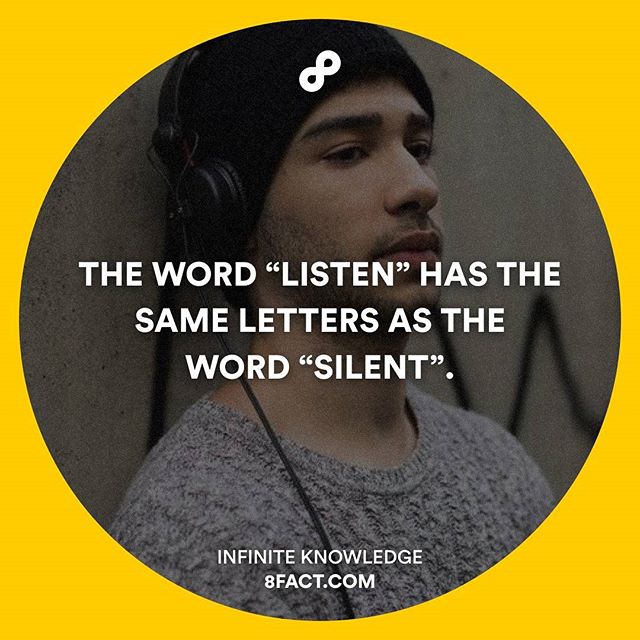 THE WORD “LISTEN” HAS THE
SAME LETTERS AS THE
WORD “SILENT”.
INFINITE KNOWLEDGE
8FACT.COM